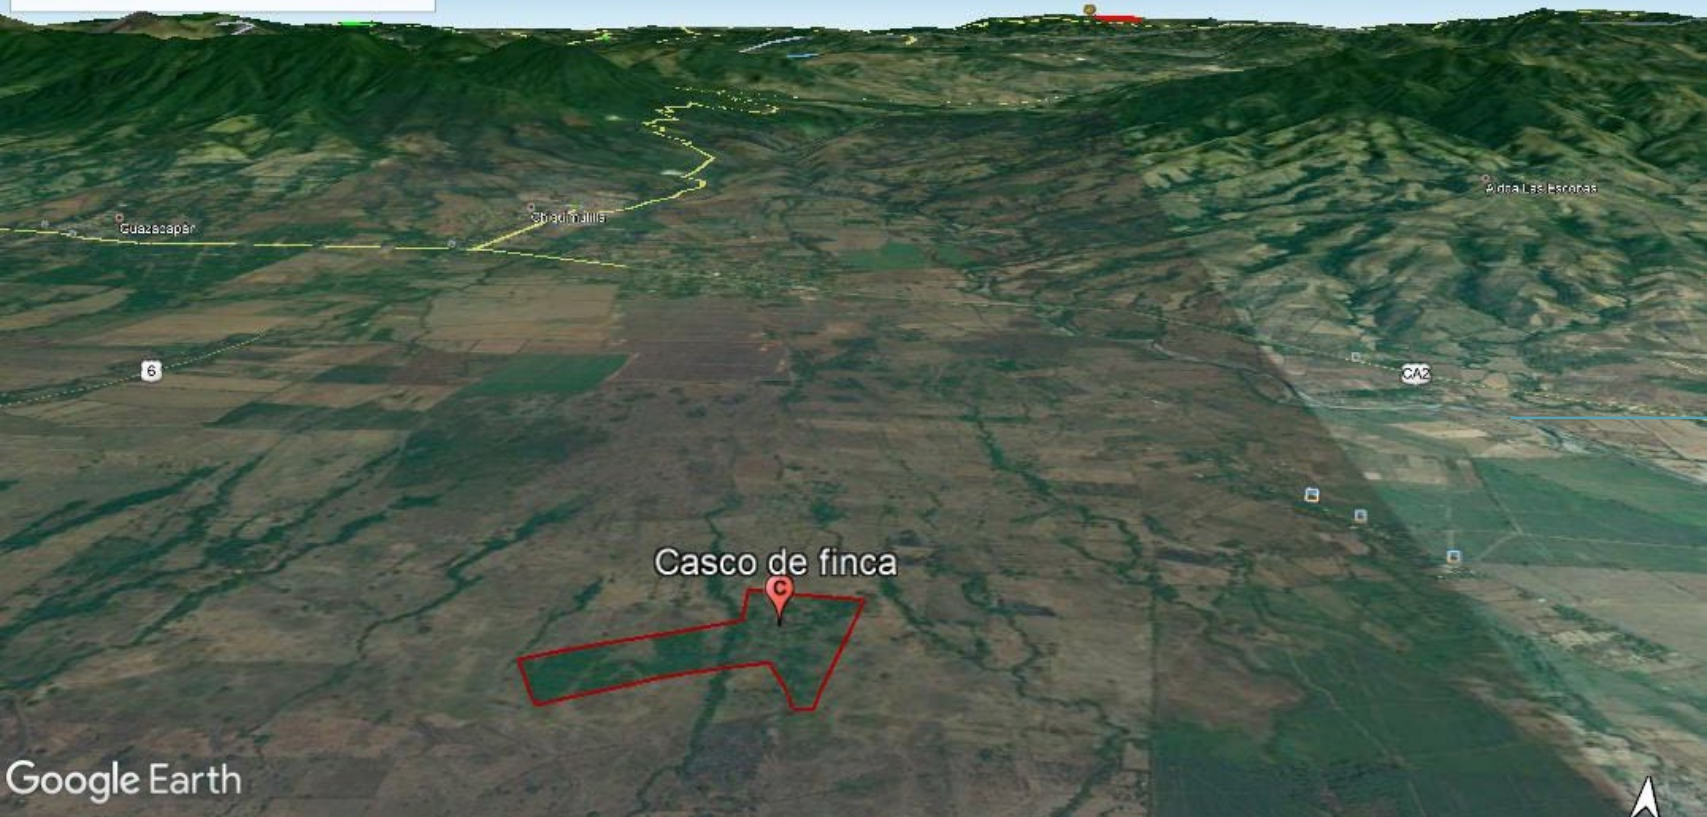 Aldea Las Escobas
Guazacapán
Chiquimulilla
6
CA2
Casco de finca
C
Google Earth